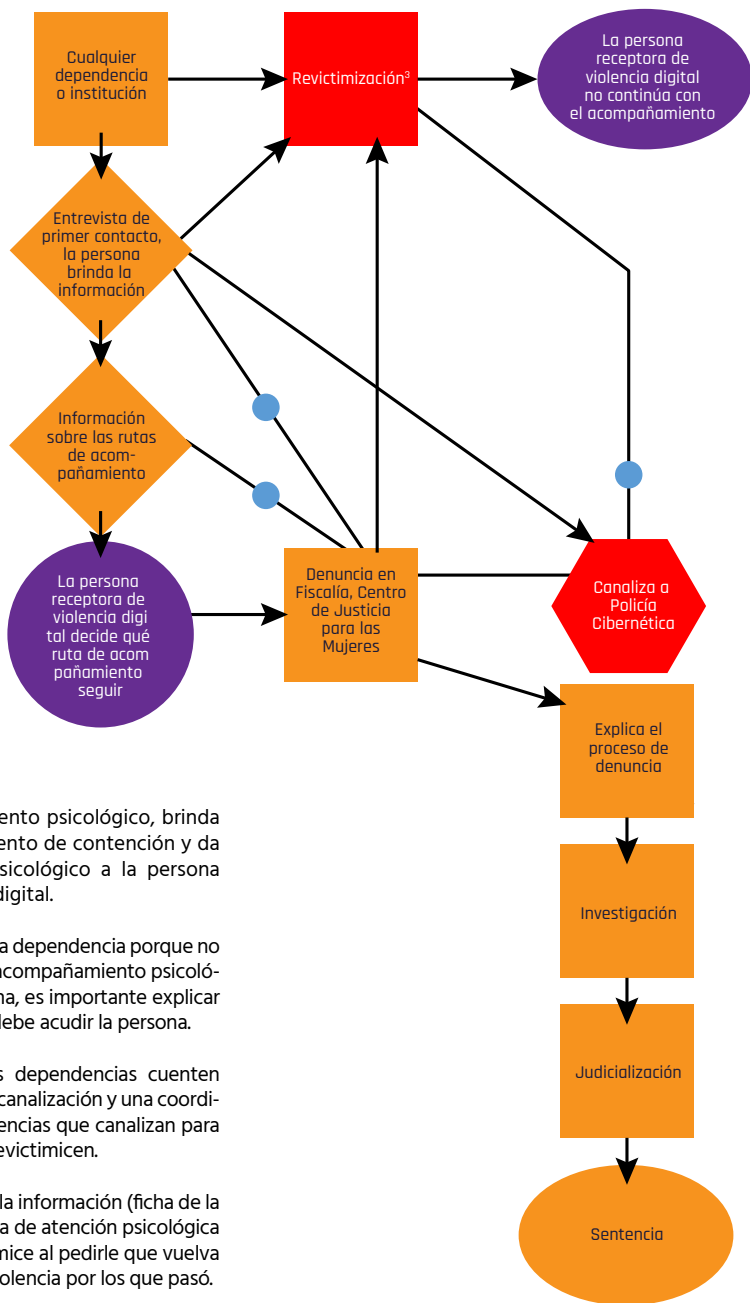 Cualquier
dependencia
o institución
Revictimización³
La persona
receptora de
violencia digital
no continúa con
el acompañamiento
Entrevista de
primer contacto,
la persona
brinda la
información
Información
sobre las rutas
de acom-
pañamiento
La persona
receptora de
violencia digi
tal decide qué
ruta de acom
pañamiento
seguir
Denuncia en
Fiscalía, Centro
de Justicia
para las
Mujeres
Canaliza a
Policía
Cibernética
Explica el
proceso de
denuncia
Investigación
Judicialización
Sentencia
ento psicológico, brinda
ento de contención y da
sicológico a la persona
digital.
a dependencia porque no
acompañamiento psicoló-
na, es importante explicar
debe acudir la persona.
s dependencias cuenten
canalización y una coordi-
encias que canalizan para
evictimicen.
la información (ficha de la
a de atención psicológica
mice al pedirle que vuelva
olencia por los que pasó.